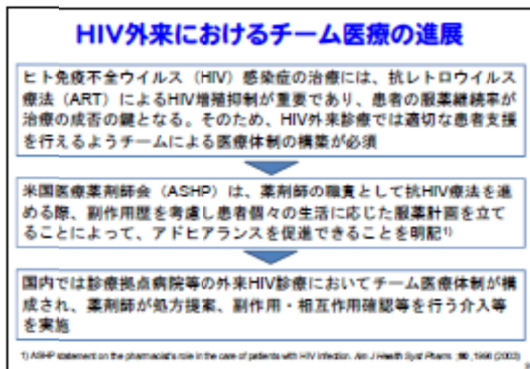 HIV外来におけるチーム医療の進展
ヒト免疫不全ウイルス（HIV）感染症の治療には、抗レトロウイルス
療法（ART）によるHIV増殖抑制が重要であり、患者の服薬継続率が
治療の成否の鍵となる。そのため、HIV外来診療では適切な患者支援
を行えるようチームによる医療体制の構築が必須
米国医療薬剤師会（ASHP）は、薬剤師の職責として抗HIV療法を進
める際、副作用歴を考慮し患者個々の生活に応じた服薬計画を立て
ることによって、アドヒアランスを促進できることを明記1)
国内では診療拠点病院等の外来HIV診療においてチーム医療体制が構
成され、薬剤師が処方提案、副作用・相互作用確認等を行う介入等
を実施
1) ASHP statement on the pharmacist's role in the care of patients with HIV infection. Am J Health Syst Pharm. (2003)